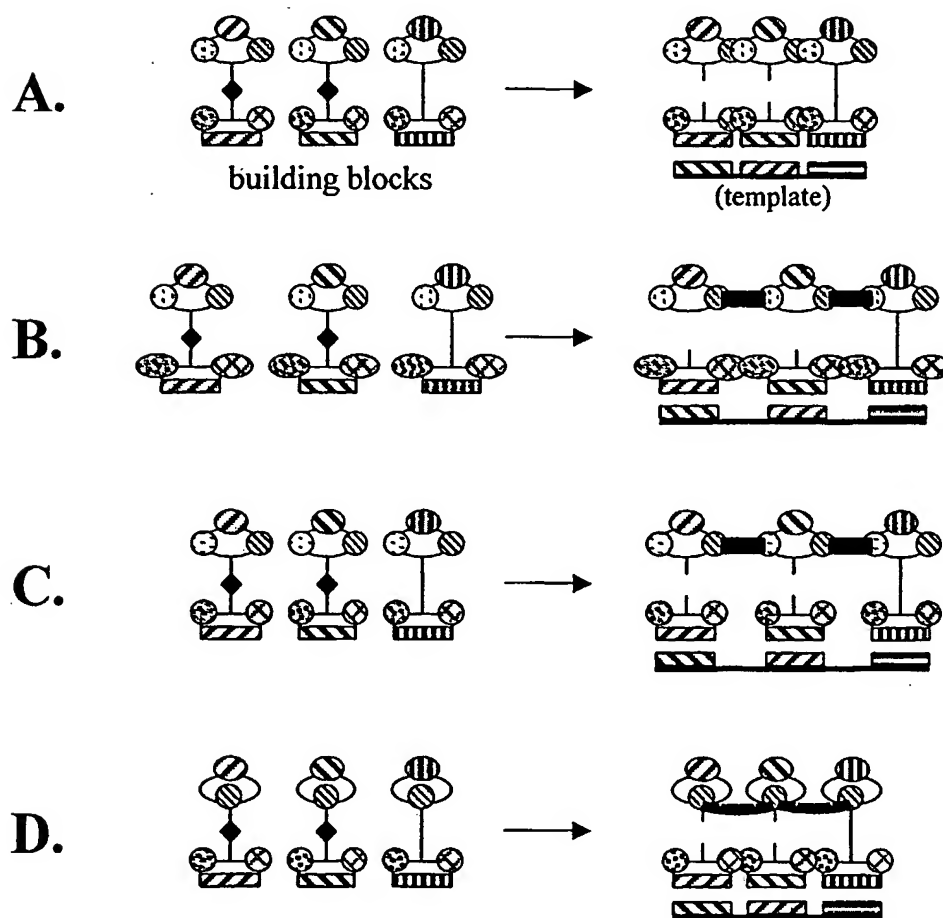 A.
building blocks
(template)
B.
C.
D.